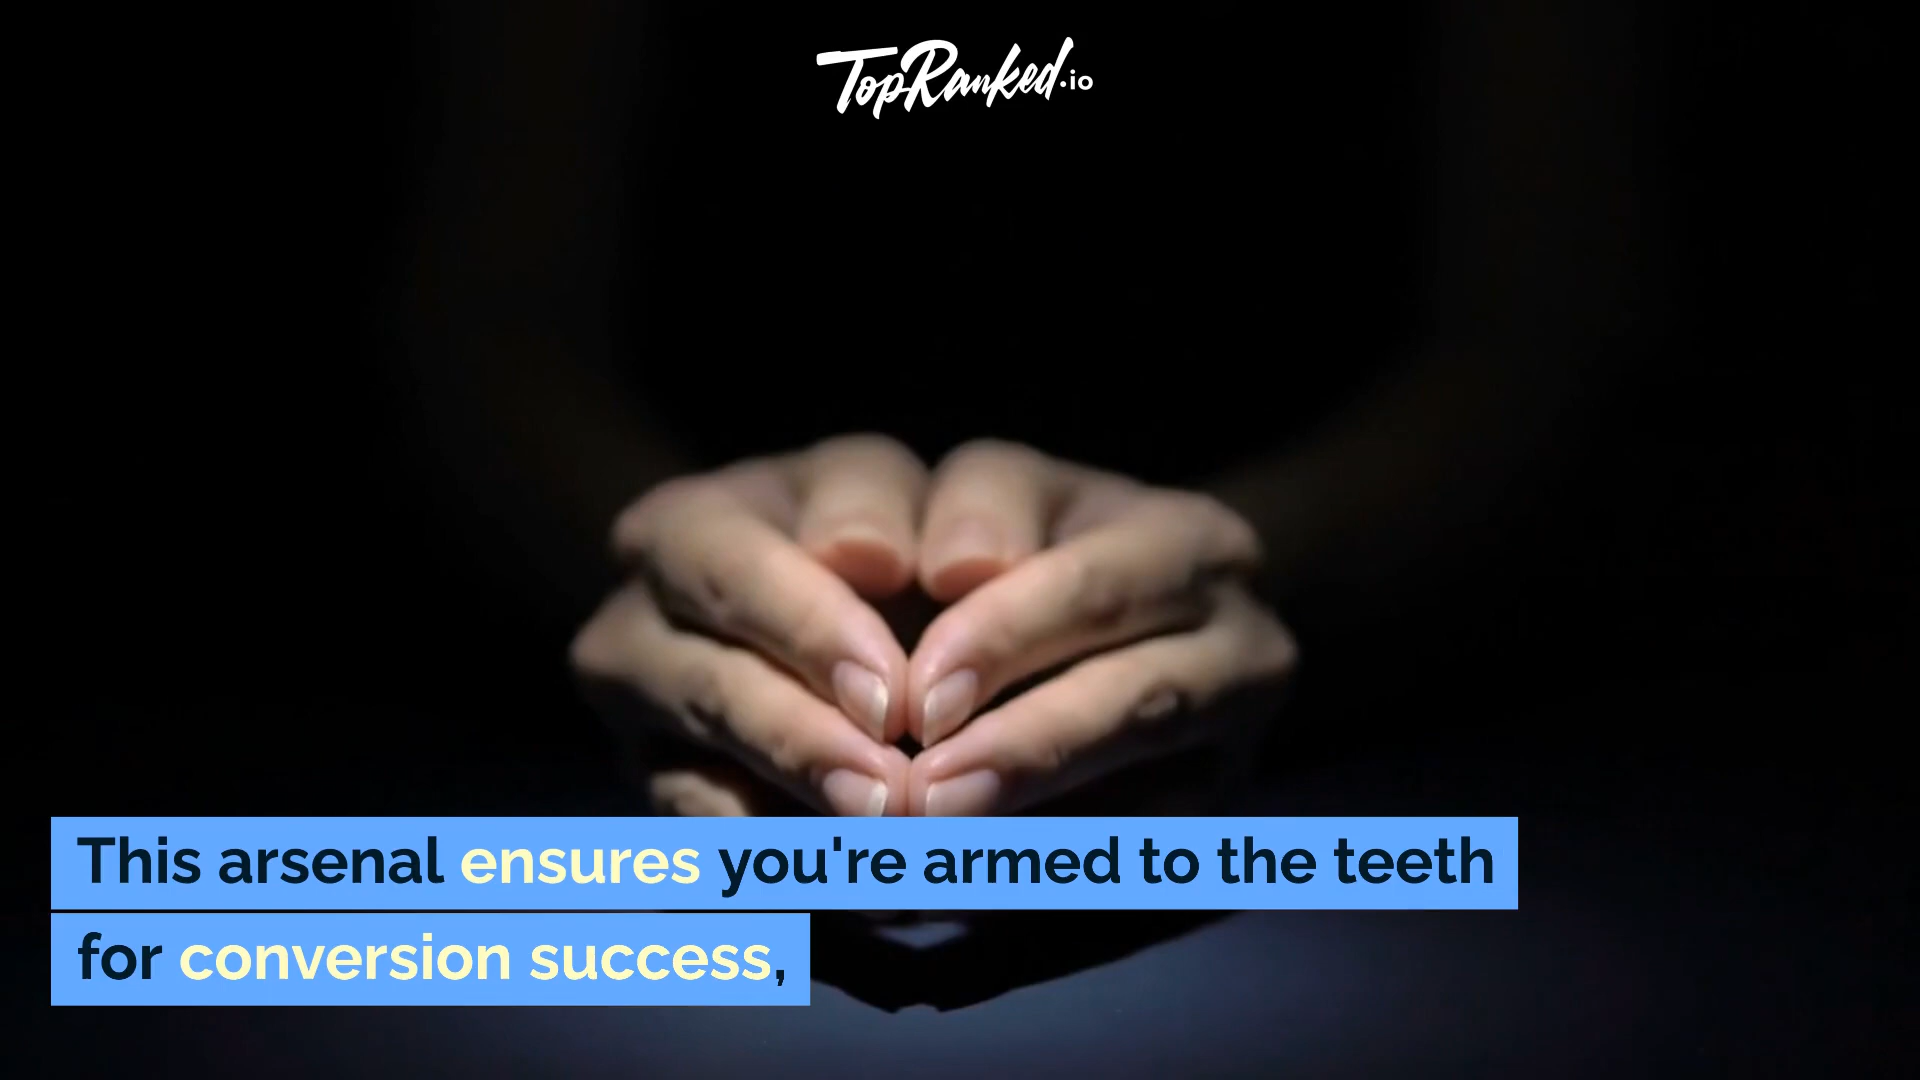 TopRanked.io
This arsenal ensures you're armed to the teeth
for conversion success,